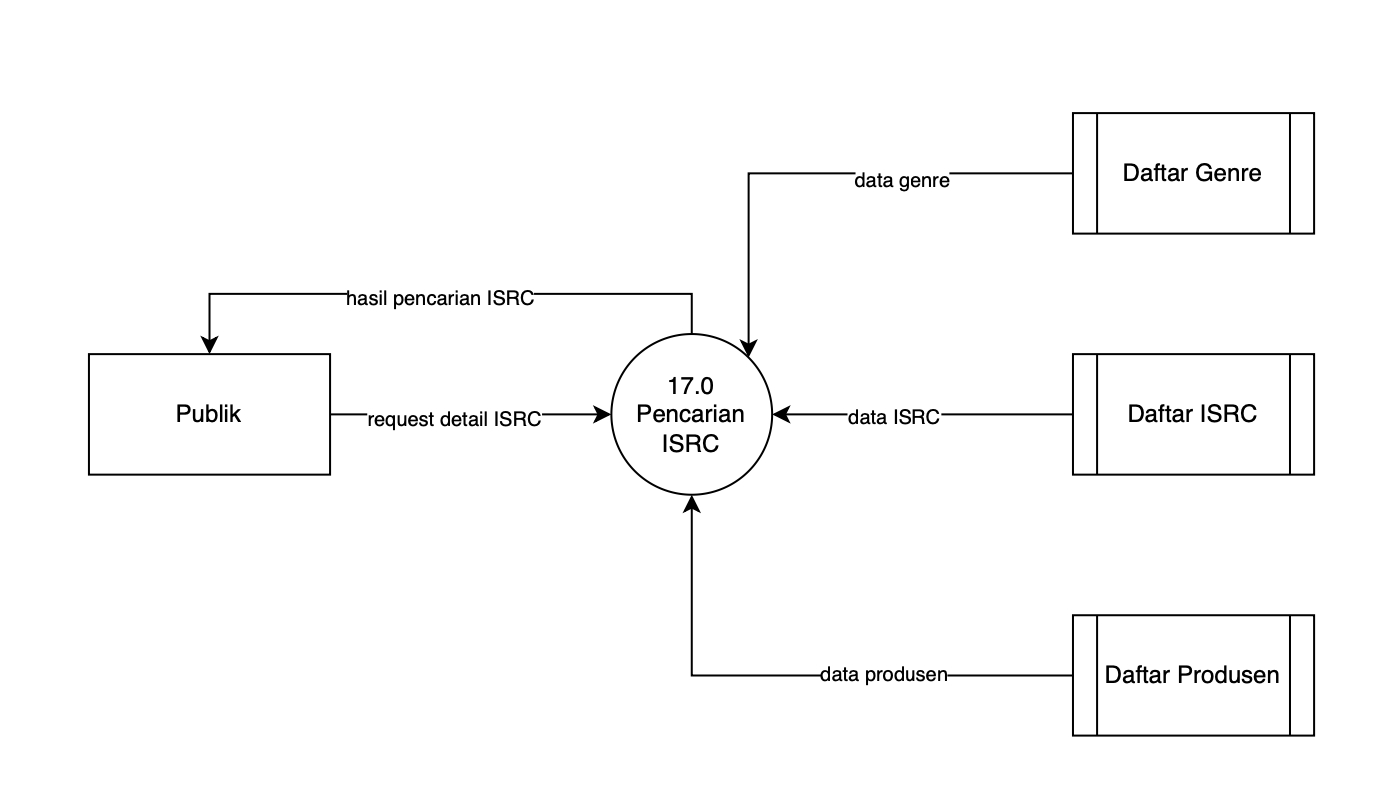 Daftar Genre
data genre
hasil pencarian ISRC
Publik
request detail ISRC
17.0
Pencarian
ISRC
data ISRC
Daftar ISRC
data produsen
Daftar Produsen